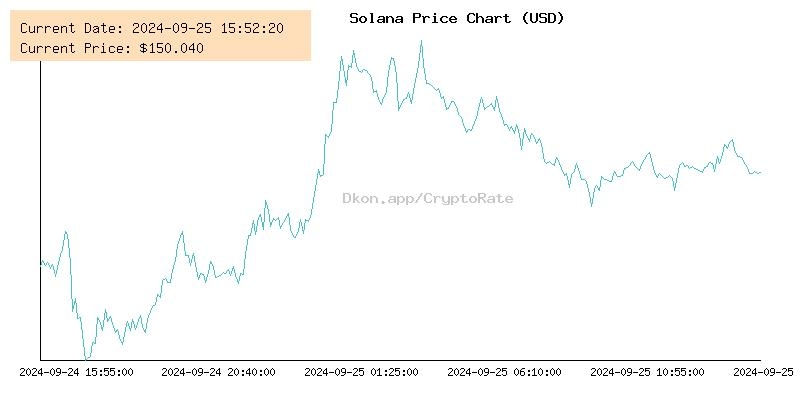 Solana Price Chart (USD)
Current Date: 2024-09-25 15:52:20
Current Price: $150.040
Dkon.app/CryptoRate
2024-09-24 15:55:00 2024-09-24 20:40:00 2024-09-25 01:25:00 2024-09-25 06:10:00 2024-09-25 10:55:00 2024-09-25